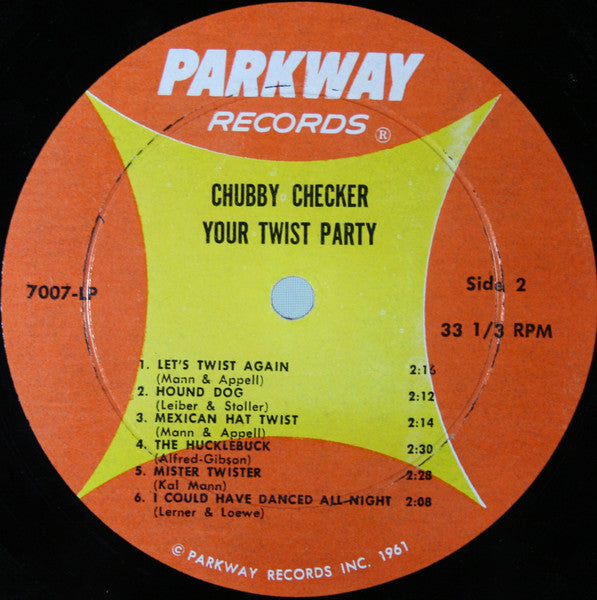 PARKWAY
RECORDS ®
CHUBBY CHECKER
YOUR TWIST PARTY
7007-LP
Side 2
33 1/3 RPM
1. LET'S TWIST AGAIN 2:16
(Mann & Appell)
2. HOUND DOG 2:12
(Leiber & Stoller)
3. MEXICAN HAT TWIST 2:14
(Mann & Appell)
4. THE HUCKLEBUCK 2:30
(Alfred-Gibson)
5. MISTER TWISTER 2:28
(Kal Mann)
6. I COULD HAVE DANCED ALL NIGHT 2:08
(Lerner & Loewe)
© PARKWAY RECORDS INC. 1961